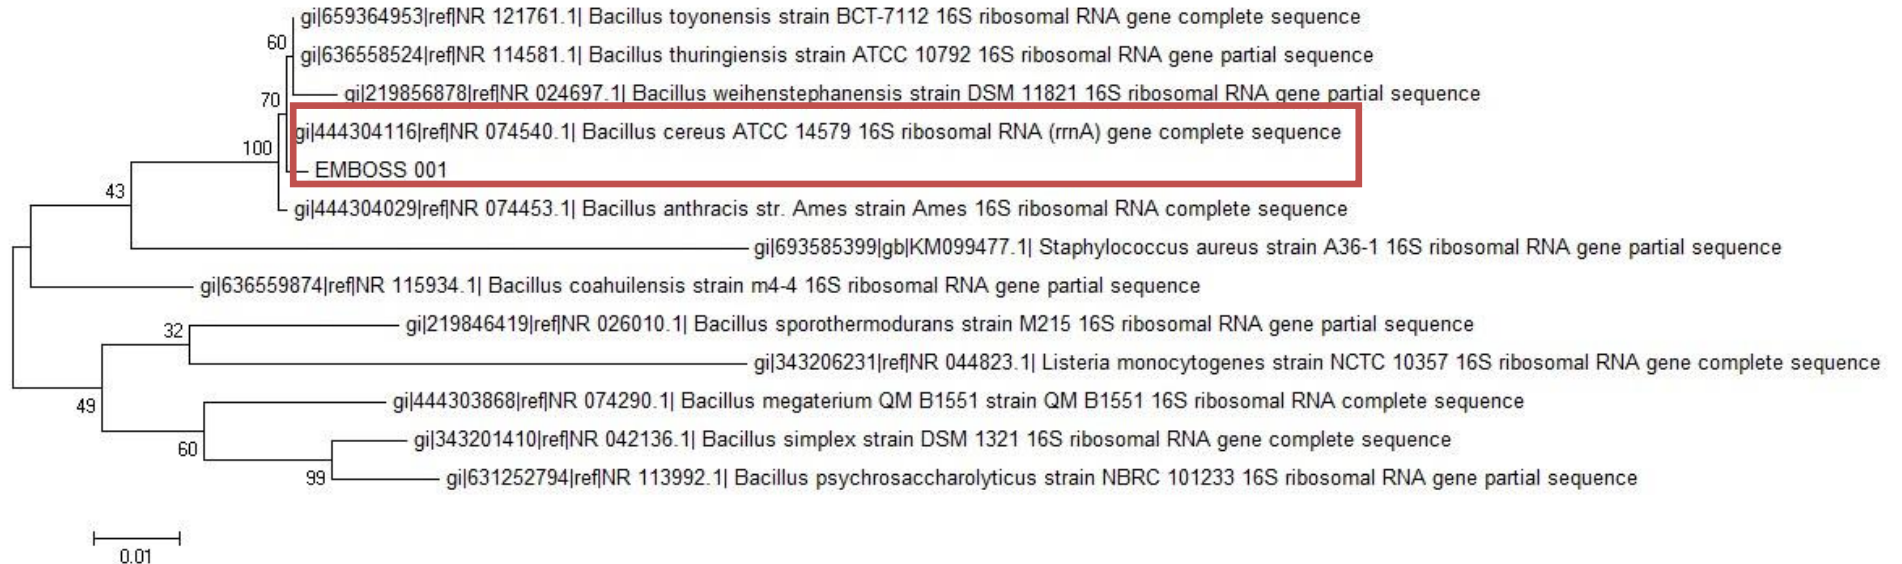 gi|659364953|ref|NR 121761.1| Bacillus toyonensis strain BCT-7112 16S ribosomal RNA gene complete sequence
60
gi|636558524|ref|NR 114581.1| Bacillus thuringiensis strain ATCC 10792 16S ribosomal RNA gene partial sequence
70
gi|219856878|ref|NR 024697.1| Bacillus weihenstephanensis strain DSM 11821 16S ribosomal RNA gene partial sequence
gi|444304116|ref|NR 074540.1| Bacillus cereus ATCC 14579 16S ribosomal RNA (rrnA) gene complete sequence
100
EMBOSS 001
43
gi|444304029|ref|NR 074453.1| Bacillus anthracis str. Ames strain Ames 16S ribosomal RNA complete sequence
gi|693585399|gb|KM099477.1| Staphylococcus aureus strain A36-1 16S ribosomal RNA gene partial sequence
gi|636559874|ref|NR 115934.1| Bacillus coahuilensis strain m4-4 16S ribosomal RNA gene partial sequence
gi|219846419|ref|NR 026010.1| Bacillus sporothermodurans strain M215 16S ribosomal RNA gene partial sequence
32
gi|343206231|ref|NR 044823.1| Listeria monocytogenes strain NCTC 10357 16S ribosomal RNA gene complete sequence
gi|444303868|ref|NR 074290.1| Bacillus megaterium QM B1551 strain QM B1551 16S ribosomal RNA complete sequence
49
gi|343201410|ref|NR 042136.1| Bacillus simplex strain DSM 1321 16S ribosomal RNA gene complete sequence
60
gi|631252794|ref|NR 113992.1| Bacillus psychrosaccharolyticus strain NBRC 101233 16S ribosomal RNA gene partial sequence
99
0.01